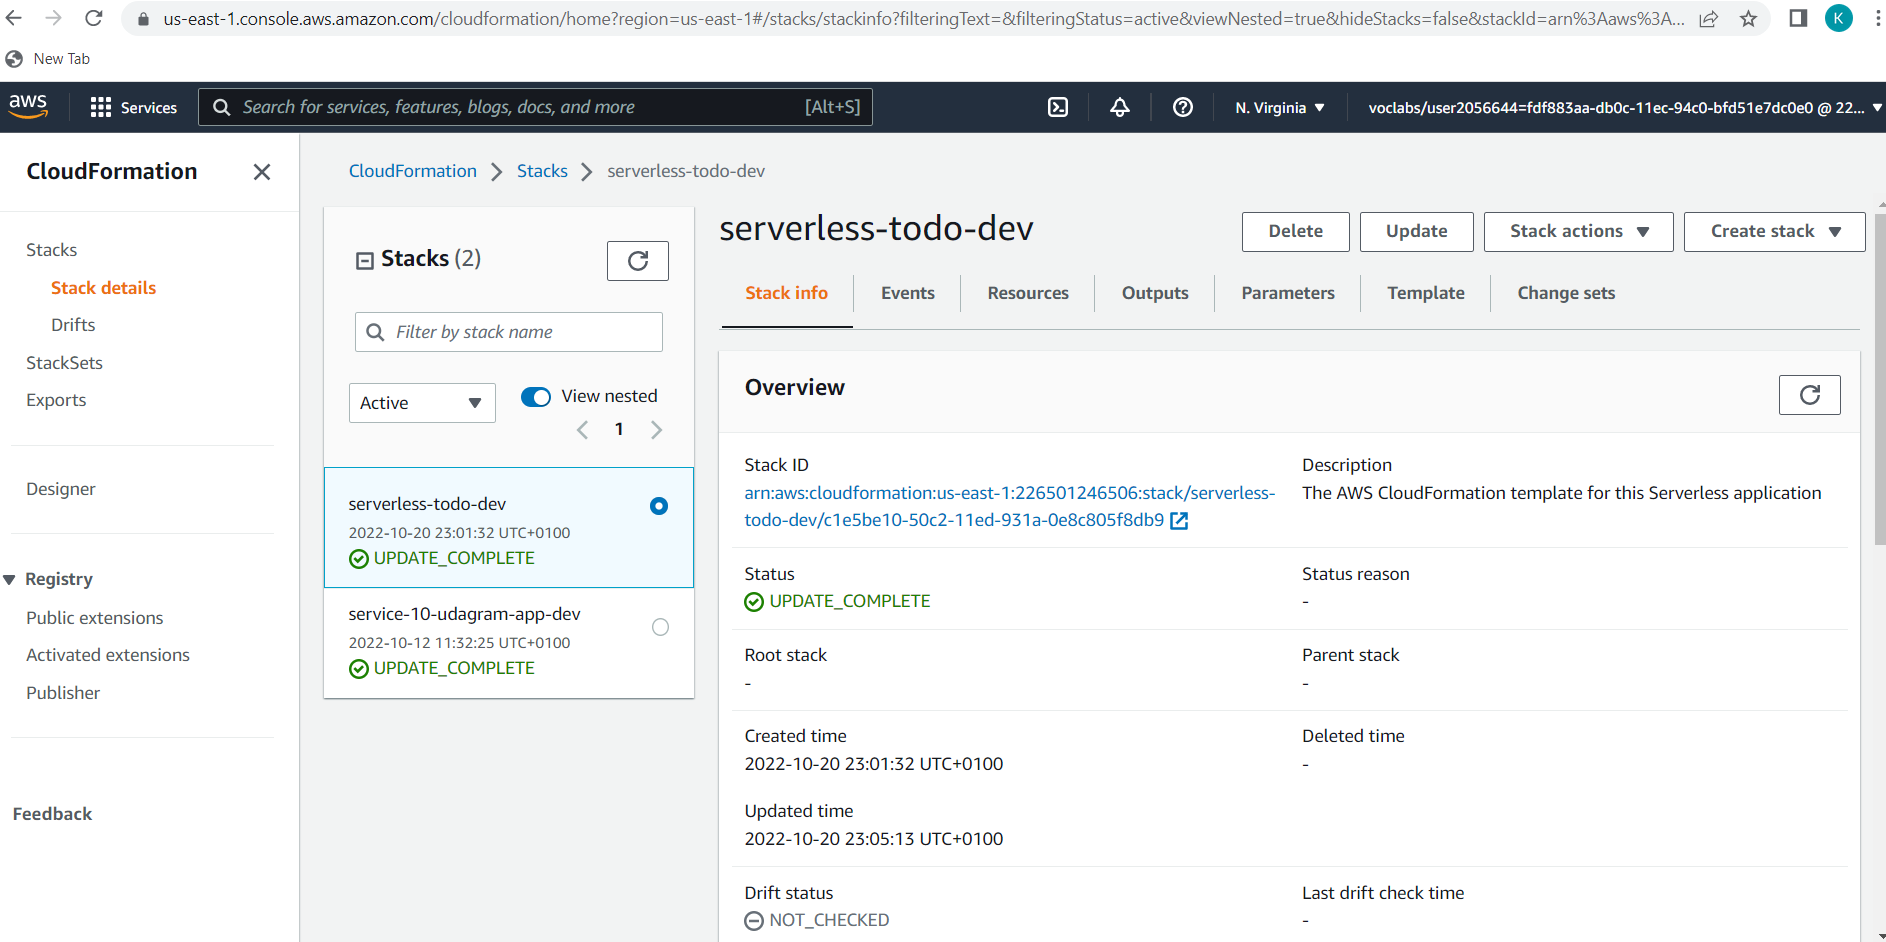 us-east-1.console.aws.amazon.com/cloudformation/home?region=us-east-1#/stacks/stackinfo?filteringText=&filteringStatus=active&viewNested=true&hideStacks=false&stackId=arn%3Aaws%3A...
K
New Tab
aws
Services
Search for services, features, blogs, docs, and more
[Alt+S]
N. Virginia
voclabs/user2056644=fdf883aa-db0c-11ec-94c0-bfd51e7dc0e0 @ 22...
CloudFormation
Stacks
Stack details
Drifts
StackSets
Exports
Designer
Registry
Public extensions
Activated extensions
Publisher
Feedback
CloudFormation
Stacks
serverless-todo-dev
Stacks (2)
Filter by stack name
Active
View nested
1
serverless-todo-dev
2022-10-20 23:01:32 UTC+0100
UPDATE_COMPLETE
service-10-udagram-app-dev
2022-10-12 11:32:25 UTC+0100
UPDATE_COMPLETE
serverless-todo-dev
Delete
Update
Stack actions
Create stack
Stack info
Events
Resources
Outputs
Parameters
Template
Change sets
Overview
Stack ID
arn:aws:cloudformation:us-east-1:226501246506:stack/serverless-
todo-dev/c1e5be10-50c2-11ed-931a-0e8c805f8db9
Description
The AWS CloudFormation template for this Serverless application
Status
UPDATE_COMPLETE
Status reason
-
Root stack
-
Parent stack
-
Created time
2022-10-20 23:01:32 UTC+0100
Deleted time
-
Updated time
2022-10-20 23:05:13 UTC+0100
Drift status
NOT_CHECKED
Last drift check time
-